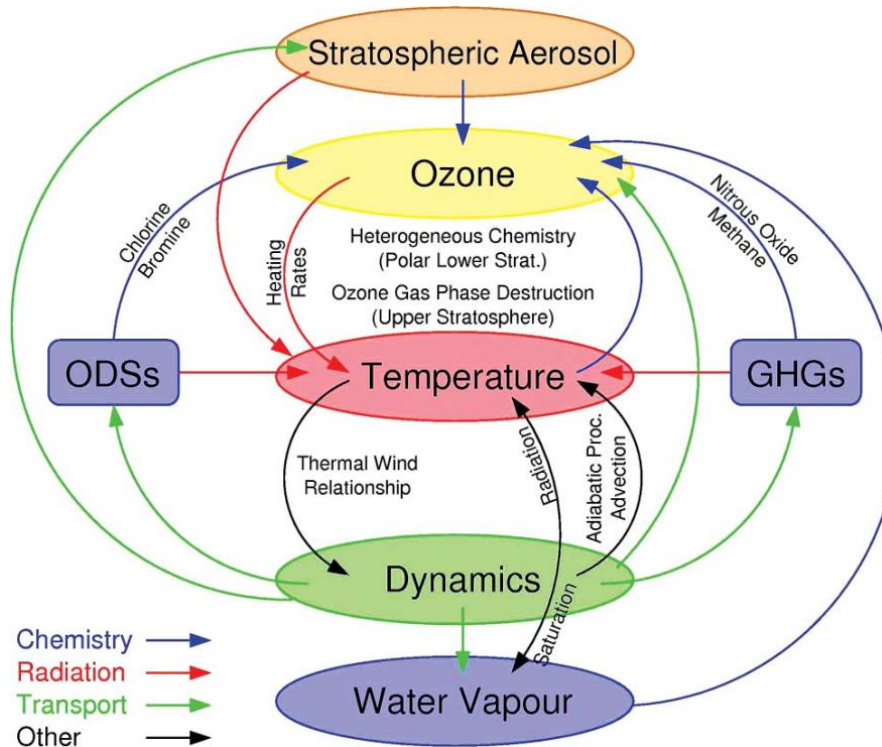 Stratospheric Aerosol
Ozone
Chlorine
Bromine
Nitrous Oxide
Methane
Heating
Rates
Heterogeneous Chemistry
(Polar Lower Strat.)
Ozone Gas Phase Destruction
(Upper Stratosphere)
ODSs
Temperature
GHGs
Thermal Wind
Relationship
Radiation
Saturation
Adiabatic Proc.
Advection
Dynamics
Water Vapour
Chemistry
Radiation
Transport
Other